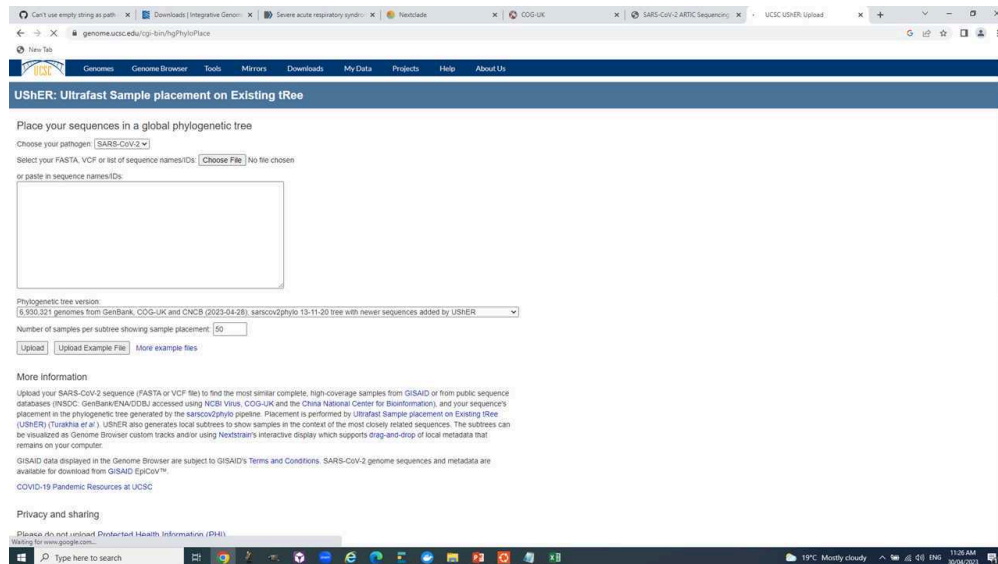 Can't use empty string as path
Downloads | Integrative Genom
Severe acute respiratory syndro
Nextclade
COG-UK
SARS-CoV-2 ARTIC Sequencing
UCSC UShER: Upload
genome.ucsc.edu/cgi-bin/hgPhyloPlace
New Tab
UCSC
Genomes Genome Browser Tools Mirrors Downloads My Data Projects Help About Us
UShER: Ultrafast Sample placement on Existing tRee
Place your sequences in a global phylogenetic tree
Choose your pathogen: SARS-CoV-2
Select your FASTA, VCF or list of sequence names/IDs: Choose File No file chosen
or paste in sequence names/IDs:
Phylogenetic tree version:
6,930,321 genomes from GenBank, COG-UK and CNCB (2023-04-28); sarscov2phylo 13-11-20 tree with newer sequences added by UShER
Number of samples per subtree showing sample placement: 50
Upload Upload Example File More example files
More information
Upload your SARS-CoV-2 sequence (FASTA or VCF file) to find the most similar complete, high-coverage samples from GISAID or from public sequence
databases (INSDC: GenBank/ENA/DDBJ accessed using NCBI Virus, COG-UK and the China National Center for Bioinformation), and your sequence's
placement in the phylogenetic tree generated by the sarscov2phylo pipeline. Placement is performed by Ultrafast Sample placement on Existing tRee
(UShER) (Turakhia et al.). UShER also generates local subtrees to show samples in the context of the most closely related sequences. The subtrees can
be visualized as Genome Browser custom tracks and/or using Nextstrain's interactive display which supports drag-and-drop of local metadata that
remains on your computer.
GISAID data displayed in the Genome Browser are subject to GISAID's Terms and Conditions. SARS-CoV-2 genome sequences and metadata are
available for download from GISAID EpiCoV™.
COVID-19 Pandemic Resources at UCSC
Privacy and sharing
Please do not upload Protected Health Information (PHI)
Waiting for www.google.com...
Type here to search
19°C Mostly cloudy
ENG
11:26 AM
30/04/2023